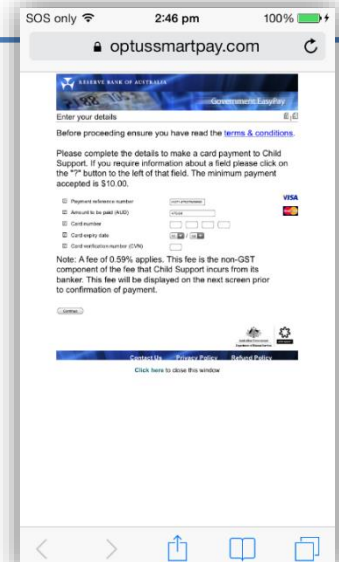 SOS only 2:46 pm 100%
optussmartpay.com
RESERVE BANK OF AUSTRALIA
Government EasyPay
Enter your details
Before proceeding ensure you have read the terms & conditions.
Please complete the details to make a card payment to Child
Support. If you require information about a field please click on
the "?" button to the left of that field. The minimum payment
accepted is $10.00.
Payment reference number
VISA
Amount to be paid (AUD)
Card number
Card expiry date /
Card verification number (CVN)
Note: A fee of 0.59% applies. This fee is the non-GST
component of the fee that Child Support incurs from its
banker. This fee will be displayed on the next screen prior
to confirmation of payment.
Continue
Contact Us Privacy Policy Refund Policy
Click here to close this window